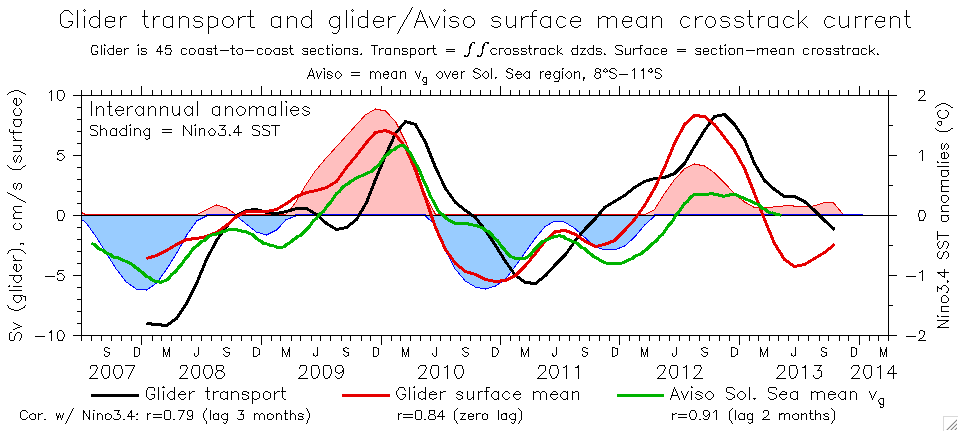 Glider transport and glider/Aviso surface mean crosstrack current
Glider is 45 coast-to-coast sections. Transport = ∫∫crosstrack dzds. Surface = section-mean crosstrack.
Aviso = mean vg over Sol. Sea region, 8°S-11°S
Interannual anomalies
Shading = Nino3.4 SST
Sv (glider), cm/s (surface)
10
5
0
-5
-10
Nino3.4 SST anomalies (°C)
2
1
0
-1
-2
S D M J S D M J S D M J S D M J S D M J S D M J S D M
2007 2008 2009 2010 2011 2012 2013 2014
Glider transport Glider surface mean Aviso Sol. Sea mean vg
Cor. w/ Nino3.4: r=0.79 (lag 3 months) r=0.84 (zero lag) r=0.91 (lag 2 months)